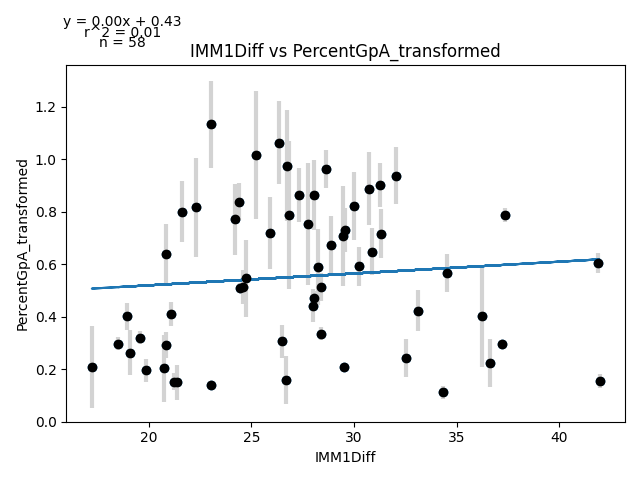 y = 0.00x + 0.43
r^2 = 0.01
n = 58
IMM1Diff vs PercentGpA_transformed
PercentGpA_transformed
1.2
1.0
0.8
0.6
0.4
0.2
0.0
20 25 30 35 40
IMM1Diff